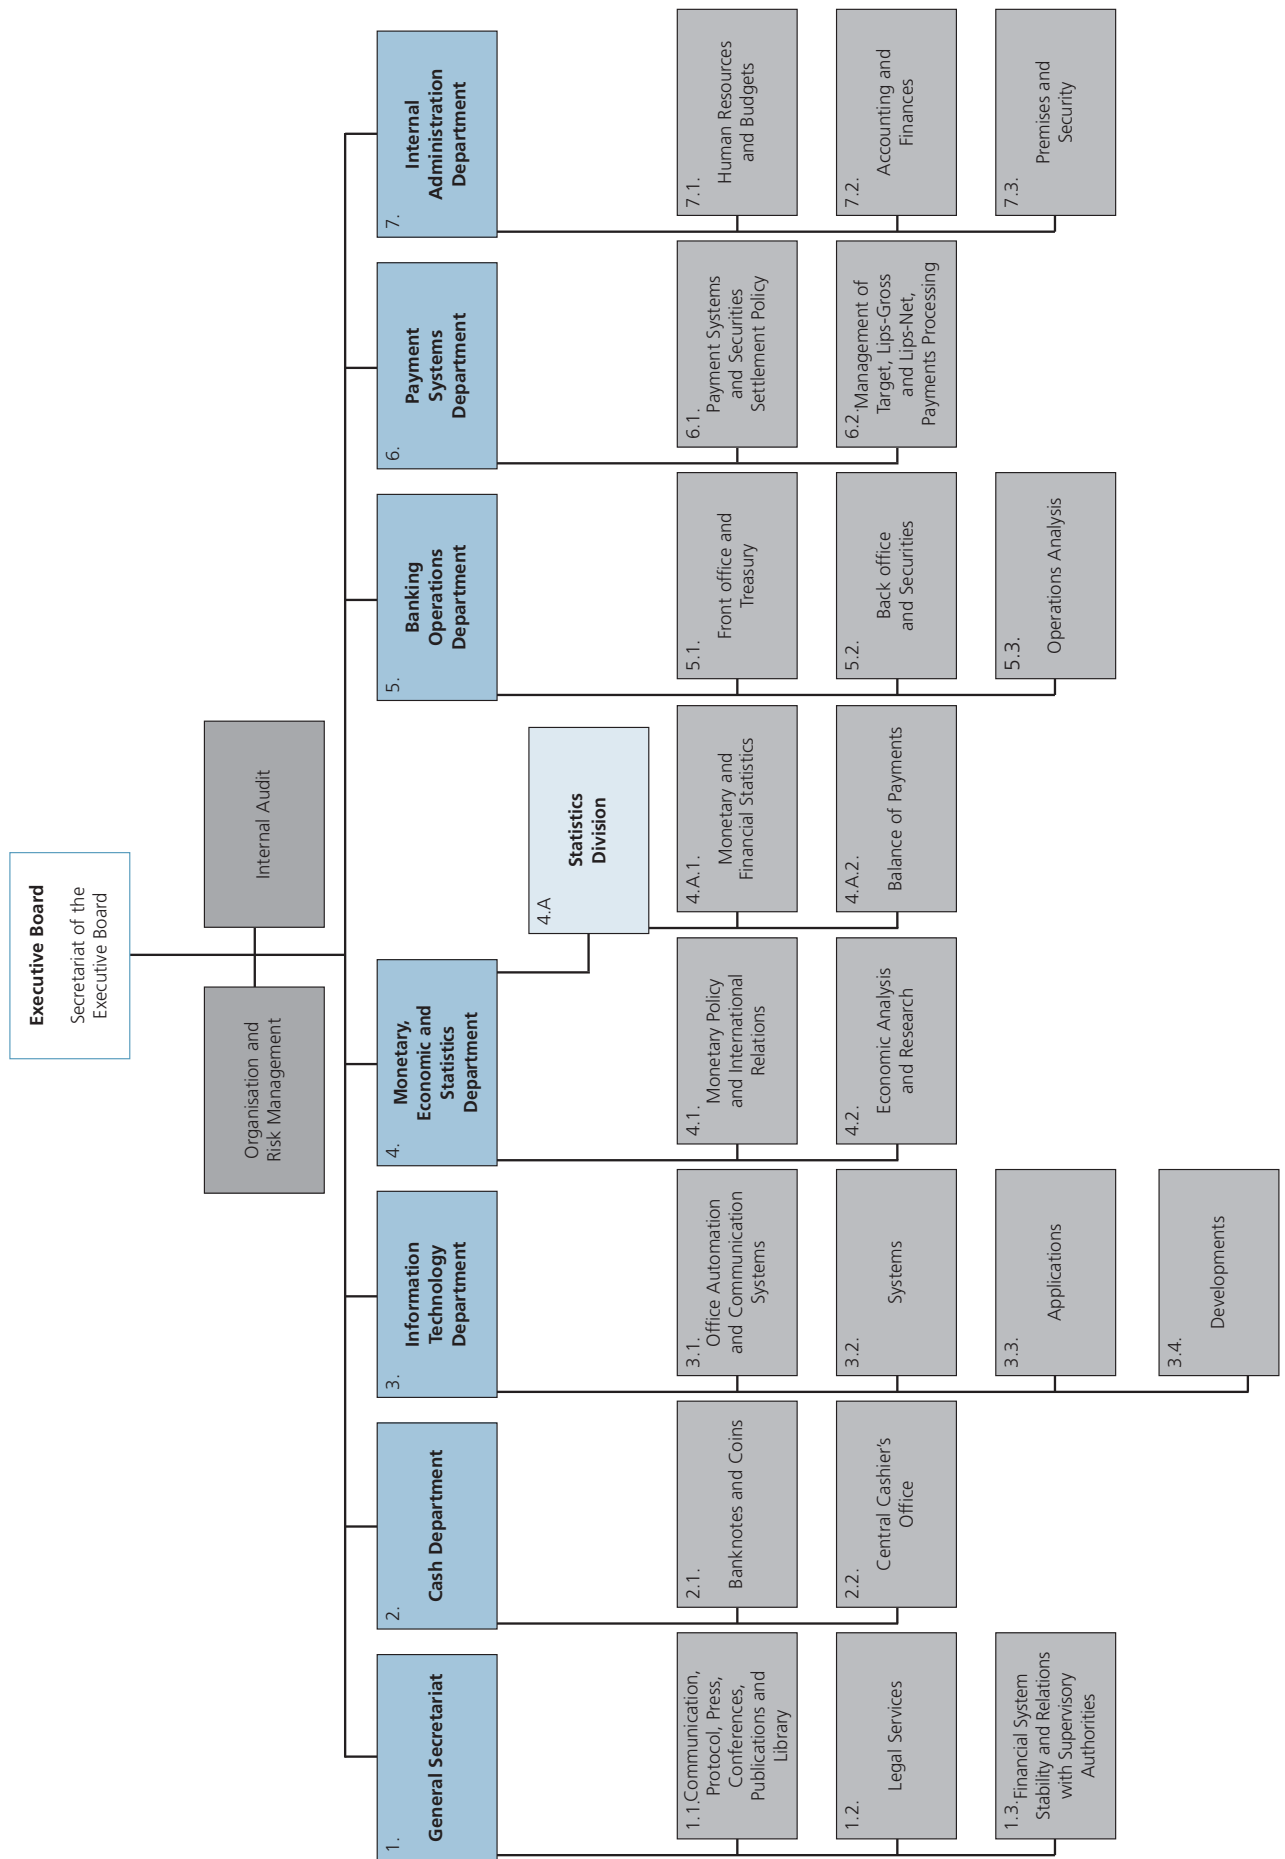 Executive Board
Secretariat of the
Executive Board
Organisation and
Risk Management
Internal Audit
1.
General Secretariat
2.
Cash Department
3.
Information
Technology
Department
4.
Monetary,
Economic and
Statistics
Department
5.
Banking
Operations
Department
6.
Payment
Systems
Department
7.
Internal
Administration
Department
4.A
Statistics
Division
1.1.Communication,
Protocol, Press,
Conferences,
Publications and
Library
2.1.
Banknotes and Coins
3.1.
Office Automation
and Communication
Systems
4.1.
Monetary Policy
and International
Relations
4.A.1.
Monetary and
Financial Statistics
5.1.
Front office and
Treasury
6.1.
Payment Systems
and Securities
Settlement Policy
7.1.
Human Resources
and Budgets
1.2.
Legal Services
2.2.
Central Cashier's
Office
3.2.
Systems
4.2.
Economic Analysis
and Research
4.A.2.
Balance of Payments
5.2.
Back office
and Securities
6.2.Management of
Target, Lips-Gross
and Lips-Net,
Payments Processing
7.2.
Accounting and
Finances
1.3.Financial System
Stability and Relations
with Supervisory
Authorities
3.3.
Applications
5.3.
Operations Analysis
7.3.
Premises and
Security
3.4.
Developments